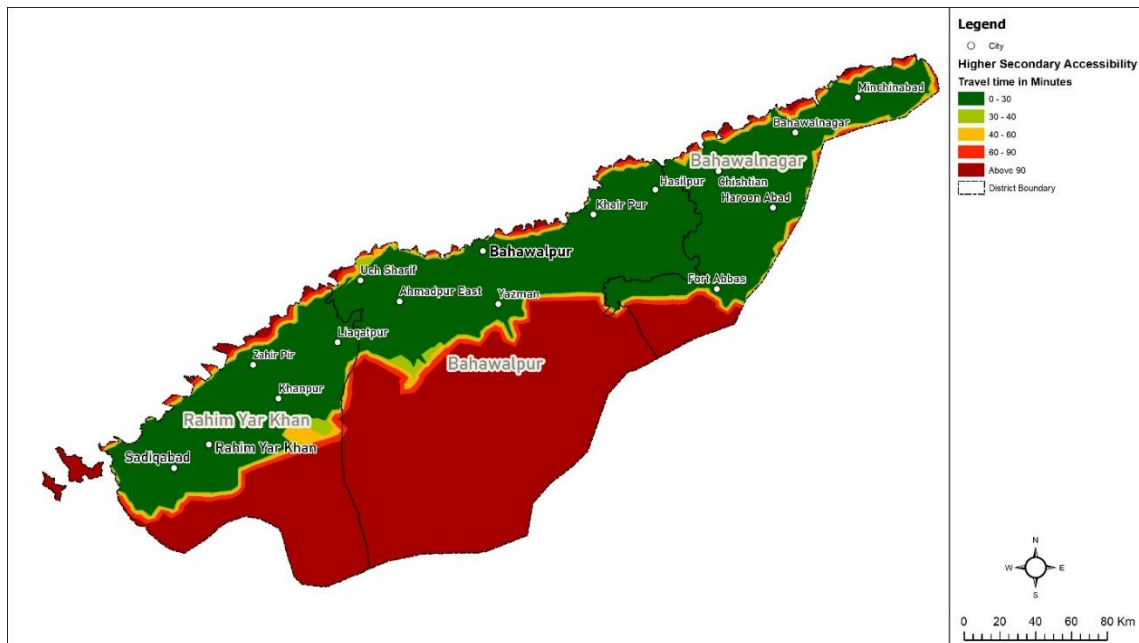 Legend
City
Higher Secondary Accessibility
Travel time in Minutes
0 - 30
30 - 40
40 - 60
60 - 90
Above 90
District Boundary
Minchinabad
Bahawalnagar
Bahawalnagar
Chishtian
Hasilpur
Haroon Abad
Khair Pur
Bahawalpur
Uch Sharif
Fort Abbas
Ahmadpur East
Yazman
Liaqatpur
Zahir Pir
Bahawalpur
Khanpur
Rahim Yar Khan
Rahim Yar Khan
Sadiqabad
N
W
E
S
0 20 40 60 80 Km